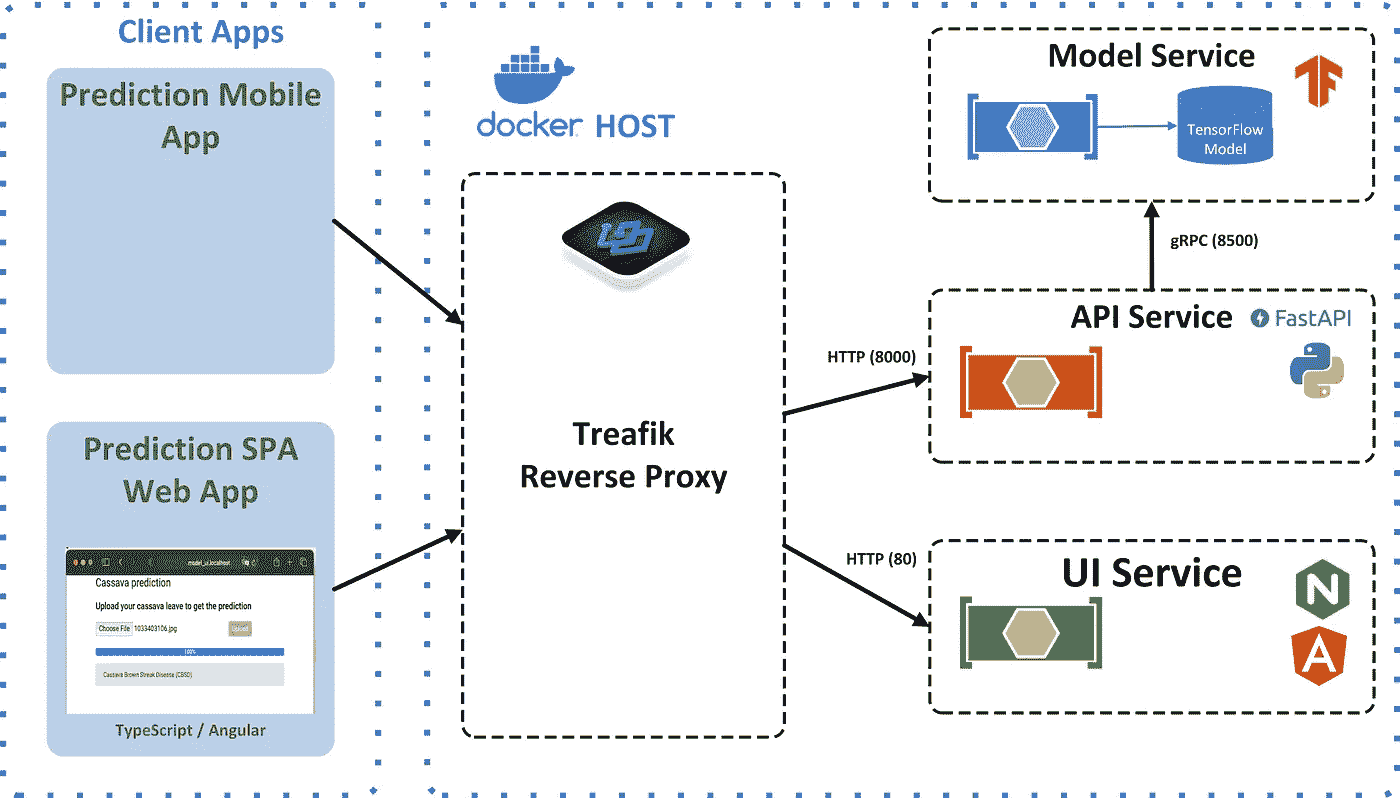 Client Apps
Prediction Mobile
App
Prediction SPA
Web App
model_ui.localhost
Cassava prediction
Upload your cassava leave to get the prediction
Choose File 1033403106.jpg
100%
Cassava Brown Streak Disease (CBSD)
TypeScript / Angular
docker HOST
Treafik
Reverse Proxy
HTTP (8000)
HTTP (80)
Model Service
TensorFlow
Model
gRPC (8500)
API Service
FastAPI
UI Service